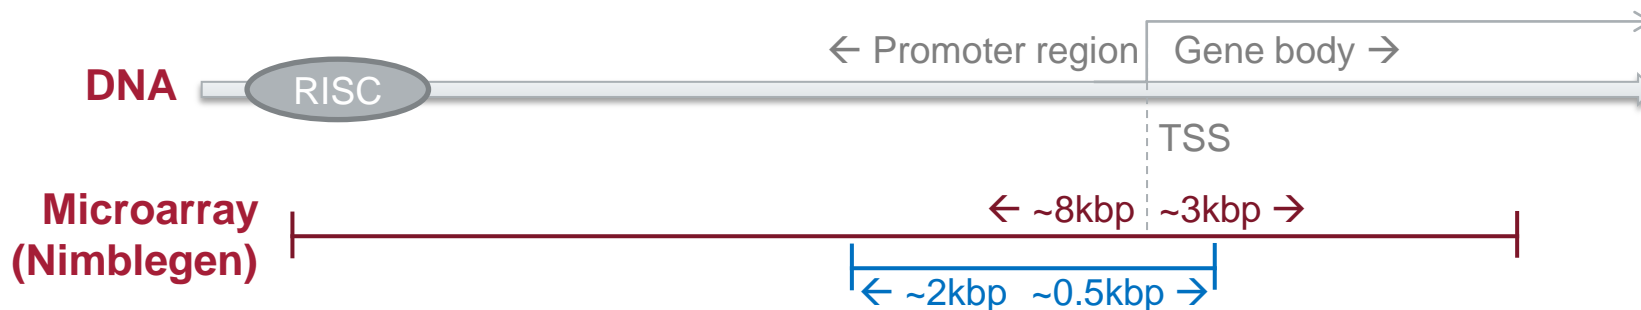 ← Promoter region Gene body →
DNA RISC
TSS
Microarray
(Nimblegen)
← ~8kbp ~3kbp →
← ~2kbp ~0.5kbp →